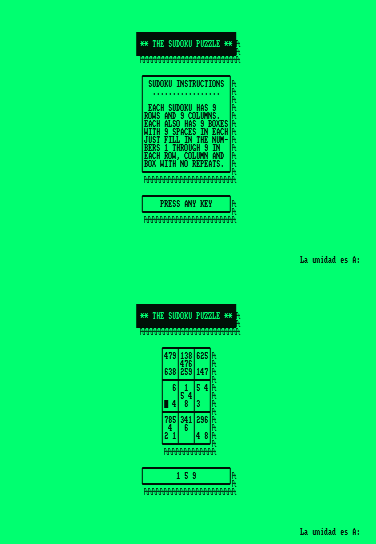 ** THE SUDOKU PUZZLE **
SUDOKU INSTRUCTIONS
.................
EACH SUDOKU HAS 9
ROWS AND 9 COLUMNS.
EACH ALSO HAS 9 BOXES
WITH 9 SPACES IN EACH
JUST FILL IN THE NUM-
BERS 1 THROUGH 9 IN
EACH ROW, COLUMN AND
BOX WITH NO REPEATS.
PRESS ANY KEY
La unidad es A:
** THE SUDOKU PUZZLE **
479 138 625
476
638 259 147
6 1 5 4
5 4
4 8 3
785 341 296
4 6
2 1 4 8
1 5 9
La unidad es A: